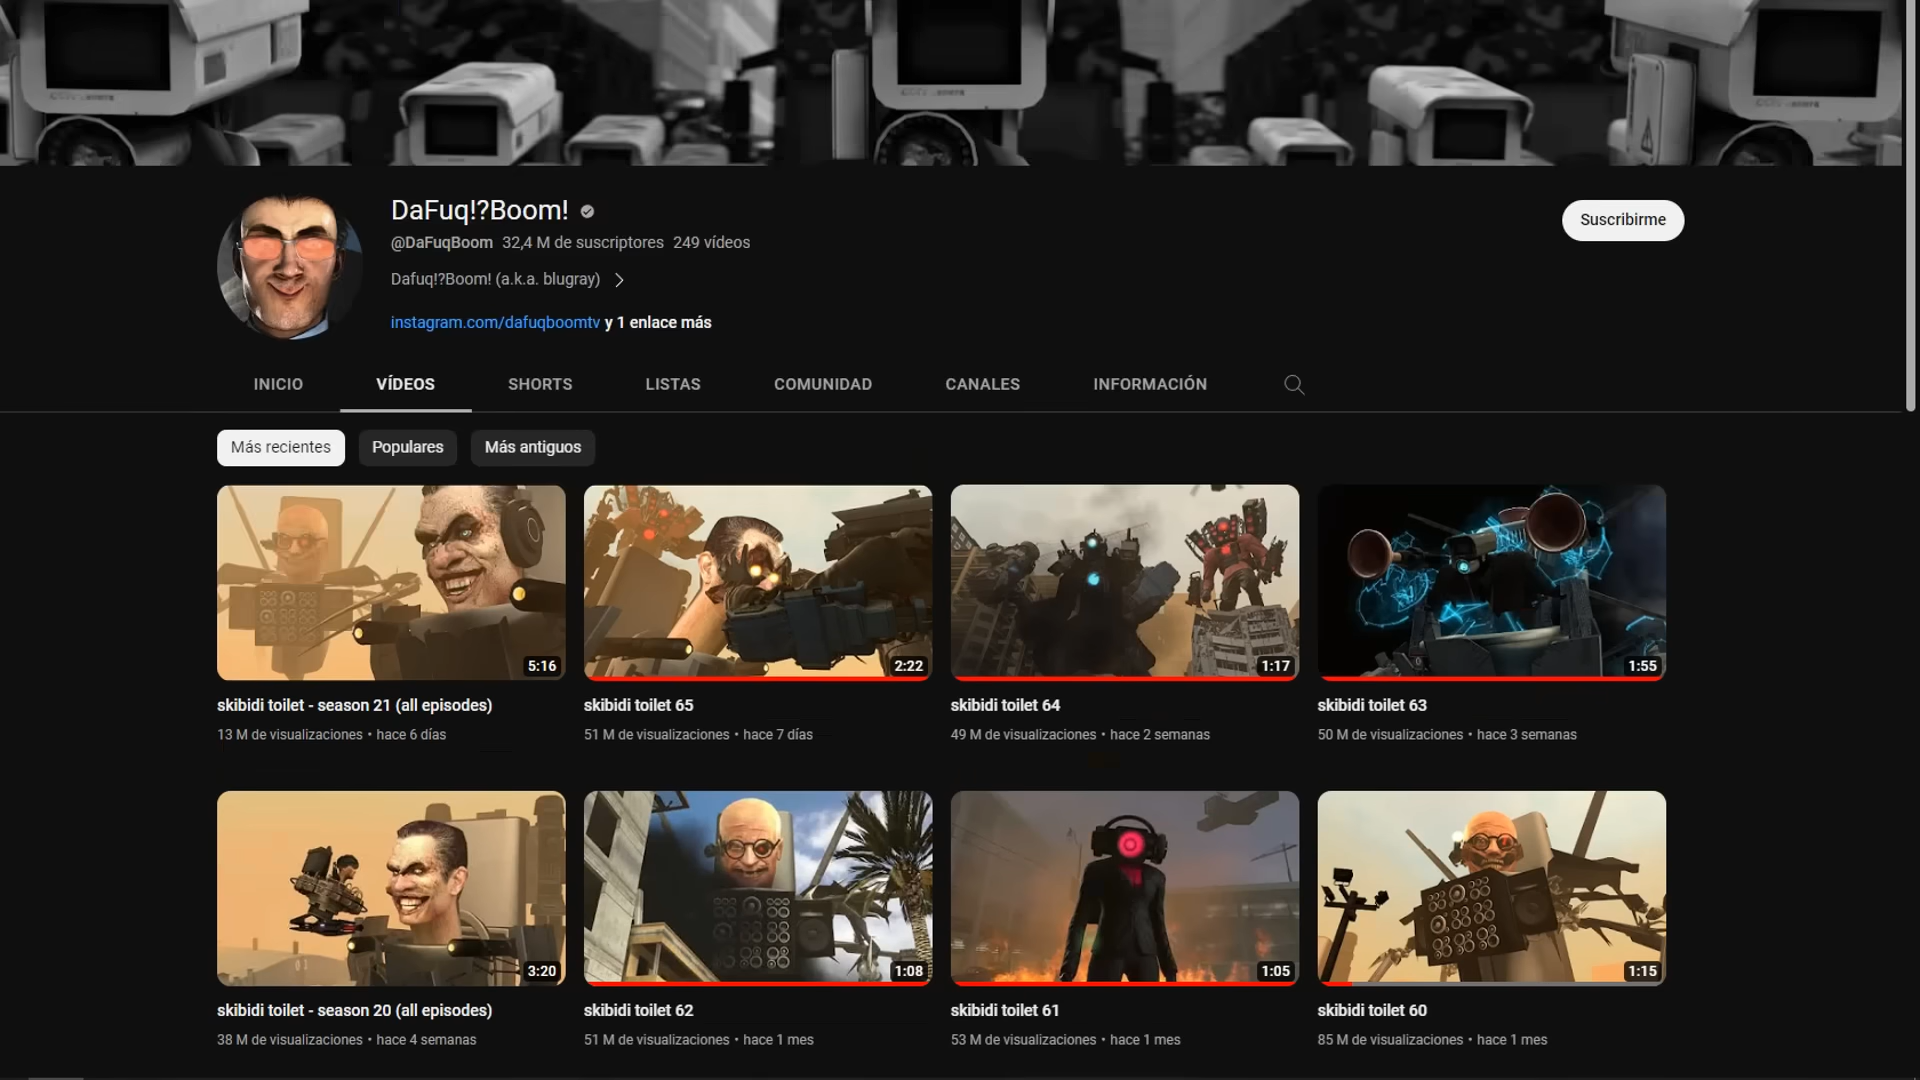 DaFuq!?Boom!
@DaFuqBoom 32,4 M de suscriptores 249 vídeos
Dafuq!?Boom! (a.k.a. blugray)
instagram.com/dafuqboomtv y 1 enlace más
Suscribirme
INICIO VÍDEOS SHORTS LISTAS COMUNIDAD CANALES INFORMACIÓN
Más recientes Populares Más antiguos
5:16 2:22 1:17 1:55
skibidi toilet - season 21 (all episodes) skibidi toilet 65 skibidi toilet 64 skibidi toilet 63
13 M de visualizaciones • hace 6 días 51 M de visualizaciones • hace 7 días 49 M de visualizaciones • hace 2 semanas 50 M de visualizaciones • hace 3 semanas
3:20 1:08 1:05 1:15
skibidi toilet - season 20 (all episodes) skibidi toilet 62 skibidi toilet 61 skibidi toilet 60
38 M de visualizaciones • hace 4 semanas 51 M de visualizaciones • hace 1 mes 53 M de visualizaciones • hace 1 mes 85 M de visualizaciones • hace 1 mes